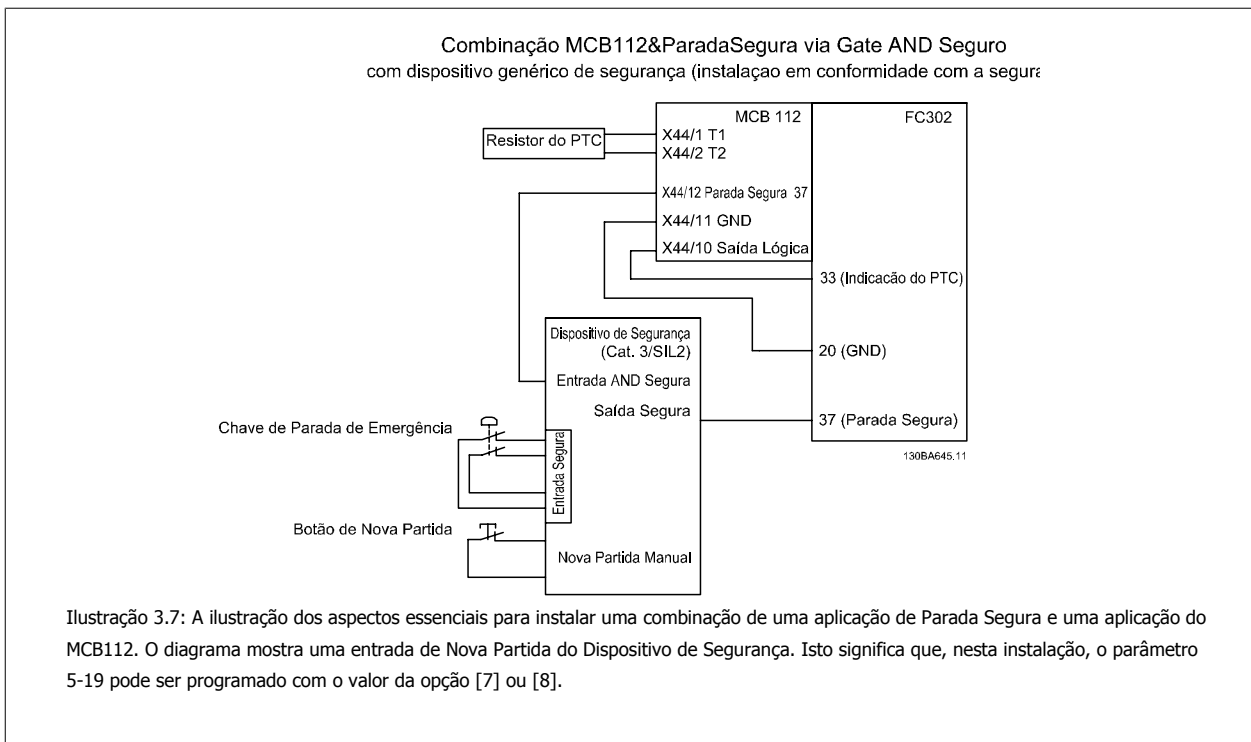 Combinação MCB112&ParadaSegura via Gate AND Seguro
com dispositivo genérico de segurança (instalaçao em conformidade com a segura
MCB 112
FC302
Resistor do PTC
X44/1 T1
X44/2 T2
X44/12 Parada Segura 37
X44/11 GND
X44/10 Saída Lógica
33 (Indicacão do PTC)
Dispositivo de Segurança
(Cat. 3/SIL2)
20 (GND)
Entrada AND Segura
Saída Segura
37 (Parada Segura)
Chave de Parada de Emergência
Entrada Segura
130BA645.11
Botão de Nova Partida
Nova Partida Manual
Ilustração 3.7: A ilustração dos aspectos essenciais para instalar uma combinação de uma aplicação de Parada Segura e uma aplicação do
MCB112. O diagrama mostra uma entrada de Nova Partida do Dispositivo de Segurança. Isto significa que, nesta instalação, o parâmetro
5-19 pode ser programado com o valor da opção [7] ou [8].